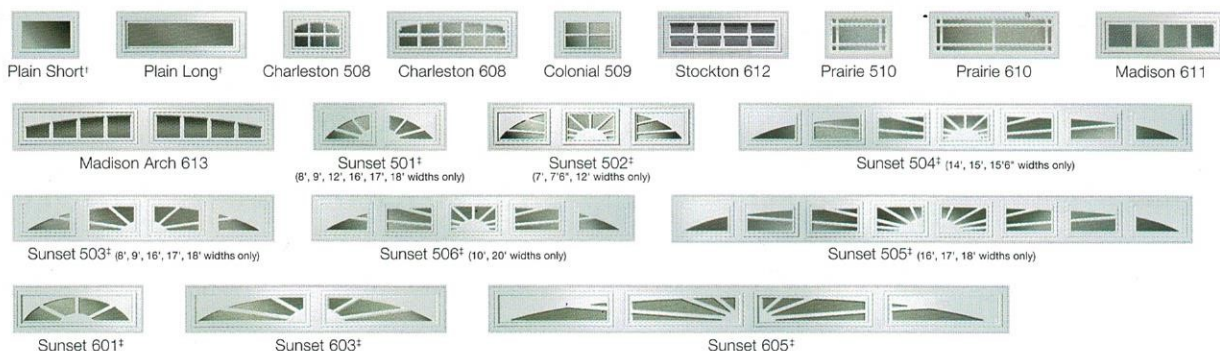 Plain Short†
Plain Long†
Charleston 508
Charleston 608
Colonial 509
Stockton 612
Prairie 510
Prairie 610
Madison 611
Madison Arch 613
Sunset 501‡
(8', 9', 12', 16', 17', 18' widths only)
Sunset 502‡
(7', 7'6", 12' widths only)
Sunset 504‡ (14', 15', 15'6" widths only)
Sunset 503‡ (8', 9', 16', 17', 18' widths only)
Sunset 506‡ (10', 20' widths only)
Sunset 505‡ (16', 17', 18' widths only)
Sunset 601‡
Sunset 603‡
Sunset 605‡